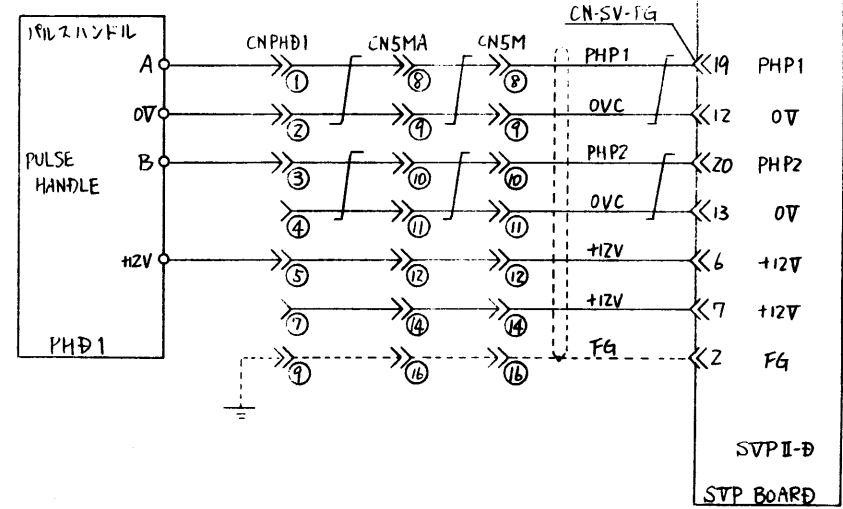 CN-SV-FG
パルスハンドル
CNPHD1
CN5MA
CN5M
A
1
8
8
PHP1
19
PHP1
0V
2
9
9
0VC
12
0V
PULSE
HANDLE
B
3
10
10
PHP2
20
PHP2
4
11
11
0VC
13
0V
+12V
5
12
12
+12V
6
+12V
7
14
14
+12V
7
+12V
PHD1
9
16
16
FG
2
FG
SVPII-D
SVP BOARD